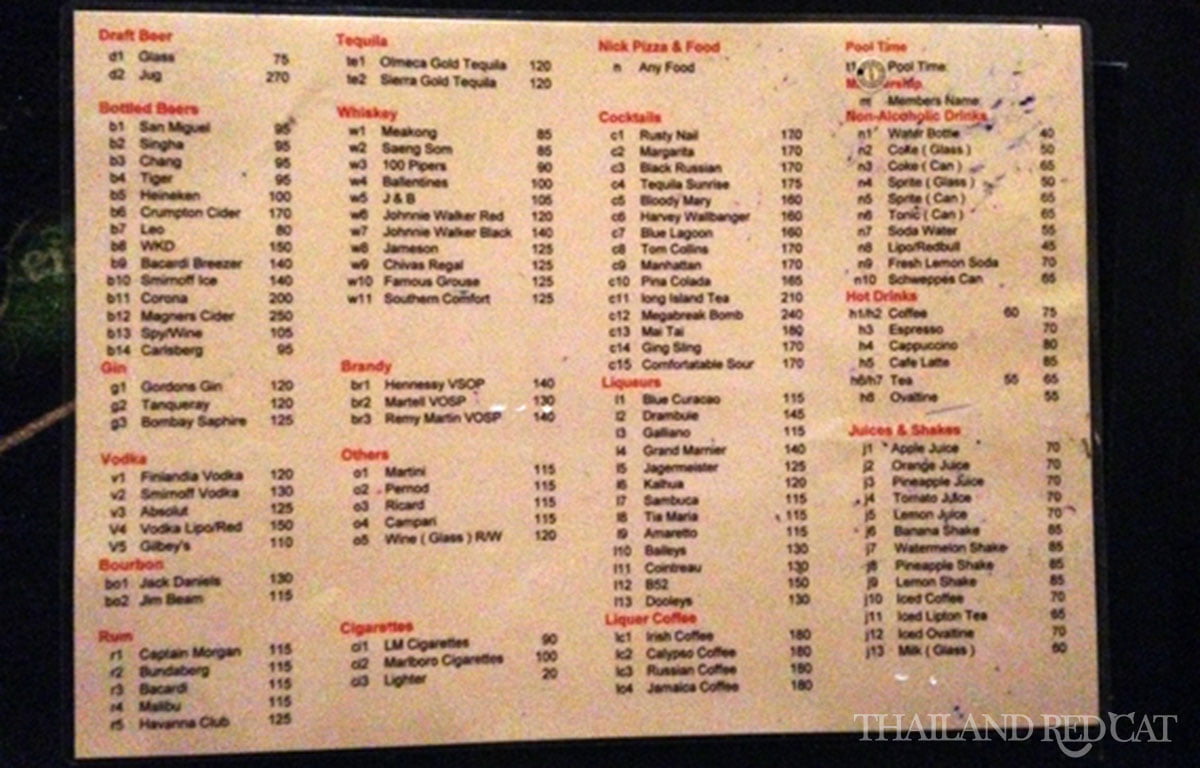 Draft Beer
d1 Glass 75
d2 Jug 270
Bottled Beers
b1 San Miguel 95
b2 Singha 95
b3 Chang 95
b4 Tiger 95
b5 Heineken 100
b6 Crumpton Cider 170
b7 Leo 80
b8 WKD 150
b9 Bacardi Breezer 140
b10 Smirnoff Ice 140
b11 Corona 200
b12 Magners Cider 250
b13 Spy/Wine 105
b14 Carlsberg 95
Gin
g1 Gordons Gin 120
g2 Tanqueray 120
g3 Bombay Saphire 125
Vodka
v1 Finlandia Vodka 120
v2 Smirnoff Vodka 130
v3 Absolut 125
V4 Vodka Lipo/Red 150
V5 Gilbey's 110
Bourbon
bo1 Jack Daniels 130
bo2 Jim Beam 115
Rum
r1 Captain Morgan 115
r2 Bundaberg 115
r3 Bacardi 115
r4 Malibu 115
r5 Havanna Club 125
Tequila
te1 Olmeca Gold Tequila 120
te2 Sierra Gold Tequila 120
Whiskey
w1 Meakong 85
w2 Saeng Som 85
w3 100 Pipers 90
w4 Ballentines 100
w5 J & B 105
w6 Johnnie Walker Red 120
w7 Johnnie Walker Black 140
w8 Jameson 125
w9 Chivas Regal 125
w10 Famous Grouse 125
w11 Southern Comfort 125
Brandy
br1 Hennessy VSOP 140
br2 Martell VOSP 130
br3 Remy Martin VOSP 140
Others
o1 Martini 115
o2 Pernod 115
o3 Ricard 115
o4 Campari 115
o5 Wine ( Glass ) R/W 120
Cigarettes
ci1 LM Cigarettes 90
ci2 Marlboro Cigarettes 100
ci3 Lighter 20
Nick Pizza & Food
n Any Food
Cocktails
c1 Rusty Nail 170
c2 Margarita 170
c3 Black Russian 170
c4 Tequila Sunrise 175
c5 Bloody Mary 160
c6 Harvey Wallbanger 160
c7 Blue Lagoon 160
c8 Tom Collins 170
c9 Manhattan 170
c10 Pina Colada 165
c11 long Island Tea 210
c12 Megabreak Bomb 240
c13 Mai Tai 180
c14 Ging Sling 170
c15 Comfortatable Sour 170
Liqueurs
l1 Blue Curacao 115
l2 Drambuie 145
l3 Galliano 115
l4 Grand Marnier 140
l5 Jagermeister 125
l6 Kalhua 120
l7 Sambuca 115
l8 Tia Maria 115
l9 Amaretto 115
l10 Baileys 130
l11 Cointreau 130
l12 B52 150
l13 Dooleys 130
Liquer Coffee
lc1 Irish Coffee 180
lc2 Calypso Coffee 180
lc3 Russian Coffee 180
lc4 Jamaica Coffee 180
Pool Time
t1 Pool Time
m Members Name
Non-Alcoholic Drinks
n1 Water Bottle 40
n2 Coke ( Glass ) 50
n3 Coke ( Can ) 65
n4 Sprite ( Glass ) 50
n5 Sprite ( Can ) 65
n6 Tonic ( Can ) 65
n7 Soda Water 55
n8 Lipo/Redbull 45
n9 Fresh Lemon Soda 70
n10 Schweppes Can 65
Hot Drinks
h1/h2 Coffee 60 75
h3 Espresso 70
h4 Cappuccino 80
h5 Cafe Latte 85
h6/h7 Tea 55 65
h8 Ovaltine 55
Juices & Shakes
j1 Apple Juice 70
j2 Orange Juice 70
j3 Pineapple Juice 70
j4 Tomato Juice 70
j5 Lemon Juice 70
j6 Banana Shake 85
j7 Watermelon Shake 85
j8 Pineapple Shake 85
j9 Lemon Shake 85
j10 Iced Coffee 70
j11 Iced Lipton Tea 65
j12 Iced Ovaltine 70
j13 Milk ( Glass ) 60
THAILAND REDCAT